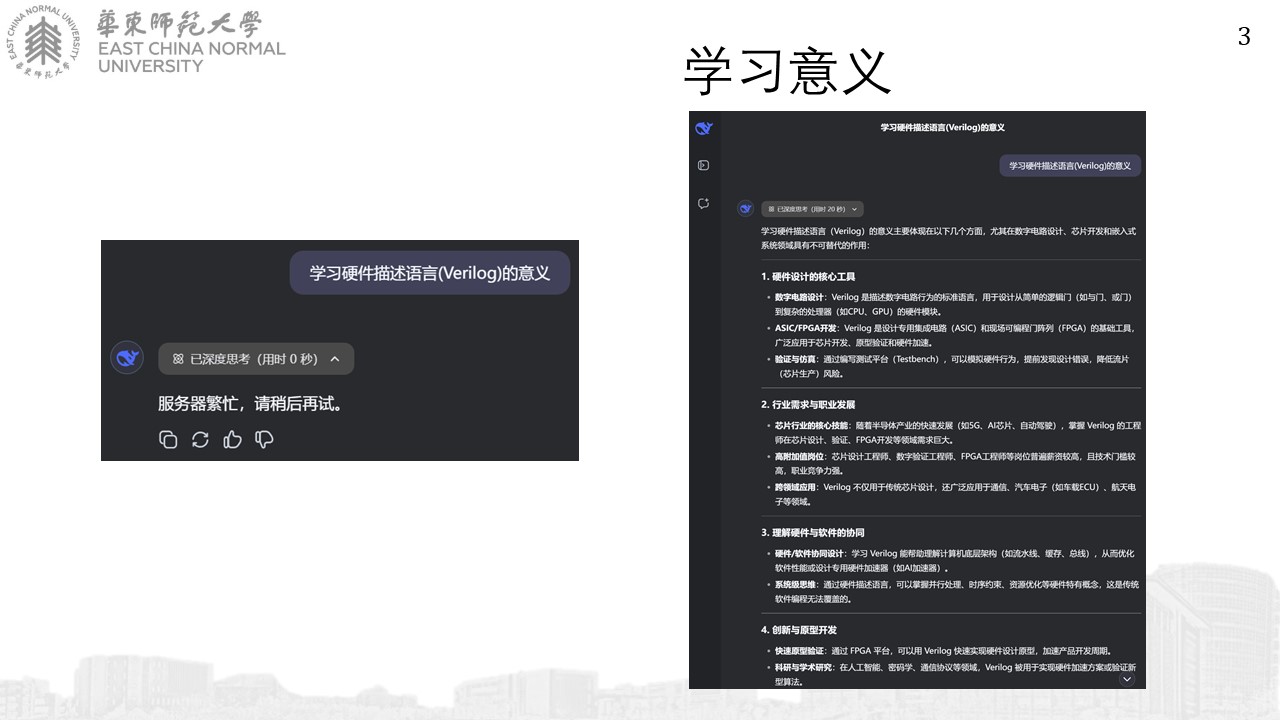 EAST CHINA NORMAL UNIVERSITY
華東師範大學
華東師範大學
EAST CHINA NORMAL
UNIVERSITY
3
学习意义
学习硬件描述语言(Verilog)的意义
已深度思考（用时 0 秒）
服务器繁忙，请稍后再试。
学习硬件描述语言(Verilog)的意义
学习硬件描述语言(Verilog)的意义
已深度思考（用时 20 秒）
学习硬件描述语言（Verilog）的意义主要体现在以下几个方面，尤其在数字电路设计、芯片开发和嵌入式
系统领域具有不可替代的作用：
1. 硬件设计的核心工具
• 数字电路设计：Verilog 是描述数字电路行为的标准语言，用于设计从简单的逻辑门（如与门、或门）
到复杂的处理器（如CPU、GPU）的硬件模块。
• ASIC/FPGA开发：Verilog 是设计专用集成电路（ASIC）和现场可编程门阵列（FPGA）的基础工具，
广泛应用于芯片开发、原型验证和硬件加速。
• 验证与仿真：通过编写测试平台（Testbench），可以模拟硬件行为，提前发现设计错误，降低流片
（芯片生产）风险。
2. 行业需求与职业发展
• 芯片行业的核心技能：随着半导体产业的快速发展（如5G、AI芯片、自动驾驶），掌握 Verilog 的工程
师在芯片设计、验证、FPGA开发等领域需求巨大。
• 高附加值岗位：芯片设计工程师、数字验证工程师、FPGA工程师等岗位普遍薪资较高，且技术门槛较
高，职业竞争力强。
• 跨领域应用：Verilog 不仅用于传统芯片设计，还广泛应用于通信、汽车电子（如车载ECU）、航天电
子等领域。
3. 理解硬件与软件的协同
• 硬件/软件协同设计：学习 Verilog 能帮助理解计算机底层架构（如流水线、缓存、总线），从而优化
软件性能或设计专用硬件加速器（如AI加速器）。
• 系统级思维：通过硬件描述语言，可以掌握并行处理、时序约束、资源优化等硬件特有概念，这是传统
软件编程无法覆盖的。
4. 创新与原型开发
• 快速原型验证：通过 FPGA 平台，可以用 Verilog 快速实现硬件设计原型，加速产品开发周期。
• 科研与学术研究：在人工智能、密码学、通信协议等领域，Verilog 被用于实现硬件加速方案或验证新
型算法。